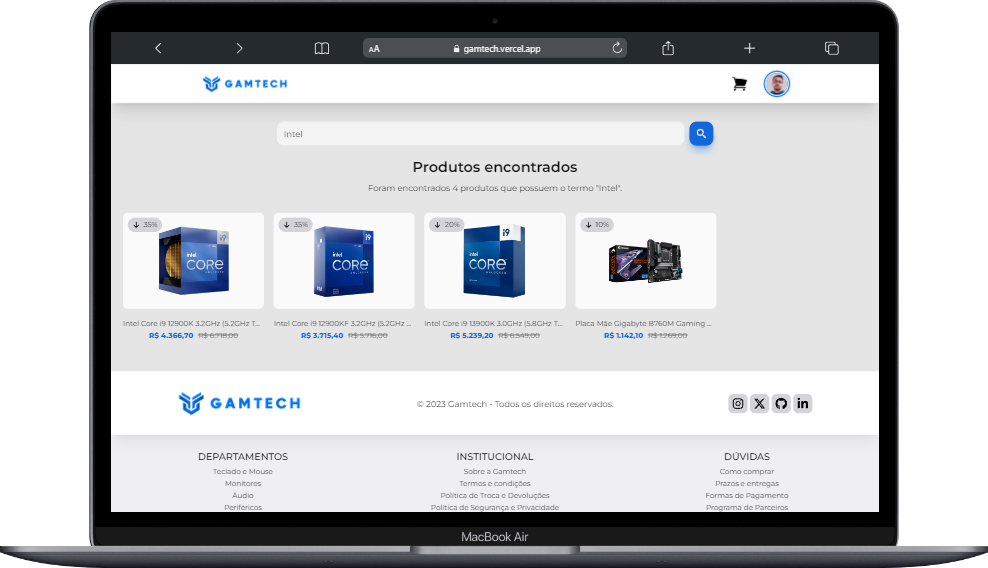 AA gamtech.vercel.app
GAMTECH
Intel
Produtos encontrados
Foram encontrados 4 produtos que possuem o termo "Intel".
35%
35%
20%
10%
i9
intel
CORE
UNLOCKED
i9
intel
CORE
i9
intel
CORE
UNLOCKED
Intel Core i9 12900K 3.2GHz (5.2GHz T...
R$ 4.366,70 R$ 6.718,00
Intel Core i9 12900KF 3.2GHz (5.2GHz ...
R$ 3.715,40 R$ 5.716,00
Intel Core i9 13900K 3.0GHz (5.8GHz T...
R$ 5.239,20 R$ 6.549,00
Placa Mãe Gigabyte B760M Gaming ...
R$ 1.142,10 R$ 1.269,00
GAMTECH
© 2023 Gamtech - Todos os direitos reservados.
DEPARTAMENTOS
Teclado e Mouse
Monitores
Áudio
Periféricos
INSTITUCIONAL
Sobre a Gamtech
Termos e condições
Política de Troca e Devoluções
Política de Segurança e Privacidade
DÚVIDAS
Como comprar
Prazos e entregas
Formas de Pagamento
Programa de Parceiros
MacBook Air